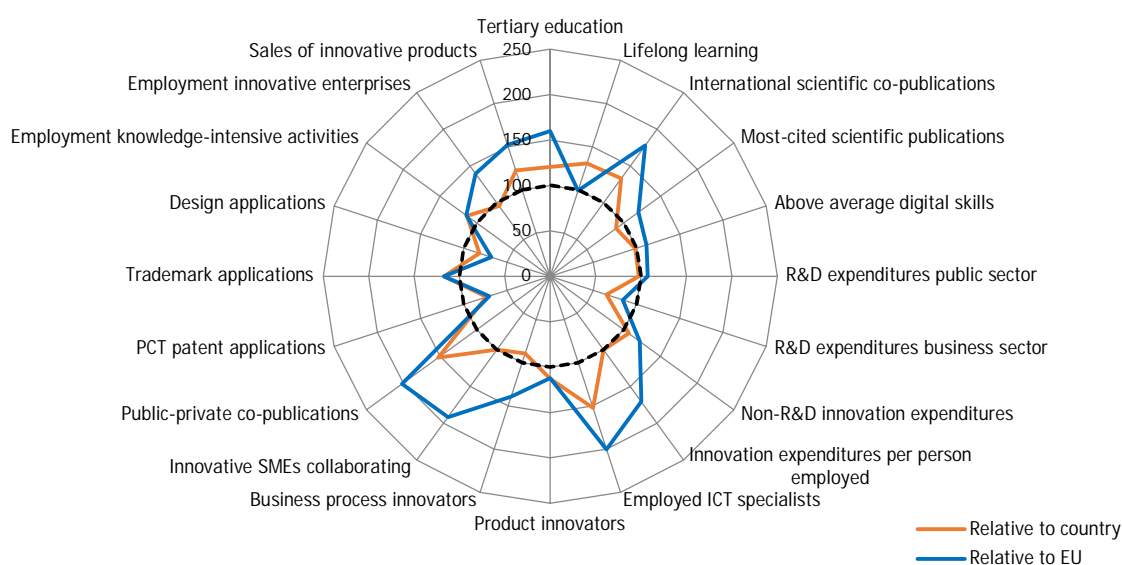 Tertiary education
250
Sales of innovative products
Lifelong learning
Employment innovative enterprises
International scientific co-publications
200
Employment knowledge-intensive activities
150
Most-cited scientific publications
100
Design applications
Above average digital skills
50
Trademark applications
0
R&D expenditures public sector
PCT patent applications
R&D expenditures business sector
Public-private co-publications
Non-R&D innovation expenditures
Innovative SMEs collaborating
Innovation expenditures per person
employed
Business process innovators
Employed ICT specialists
Product innovators
Relative to country
Relative to EU